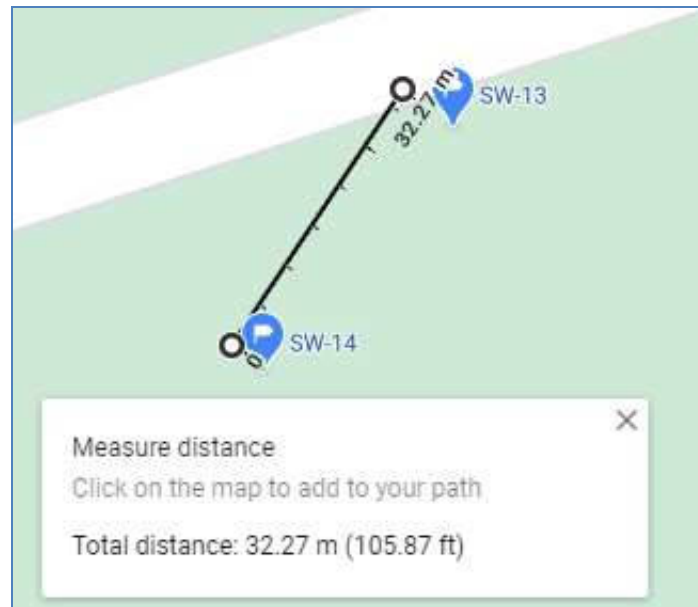 32.27 m
SW-13
SW-14
0
Measure distance
Click on the map to add to your path
Total distance: 32.27 m (105.87 ft)